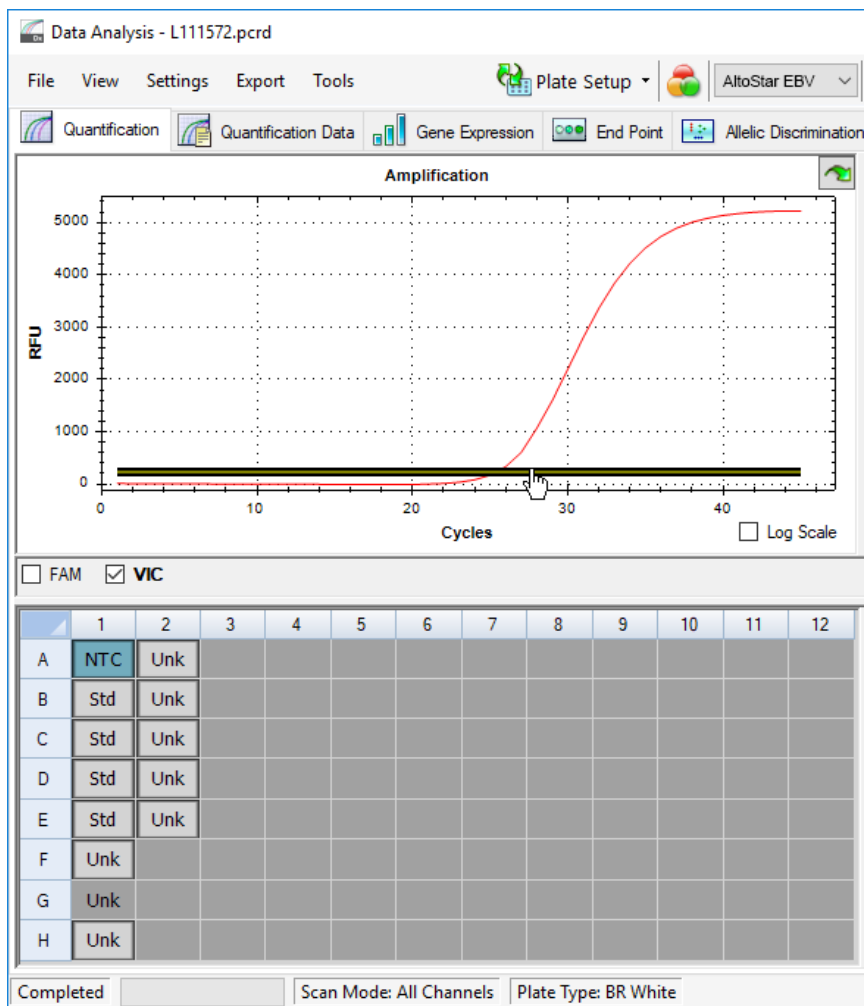 Data Analysis - L111572.pcrd
File View Settings Export Tools Plate Setup AltoStar EBV
Quantification Quantification Data Gene Expression End Point Allelic Discrimination
Amplification
5000
4000
3000
2000
1000
0
RFU
0 10 20 30 40
Cycles
Log Scale
FAM VIC
1 2 3 4 5 6 7 8 9 10 11 12
A NTC Unk
B Std Unk
C Std Unk
D Std Unk
E Std Unk
F Unk
G Unk
H Unk
Completed Scan Mode: All Channels Plate Type: BR White